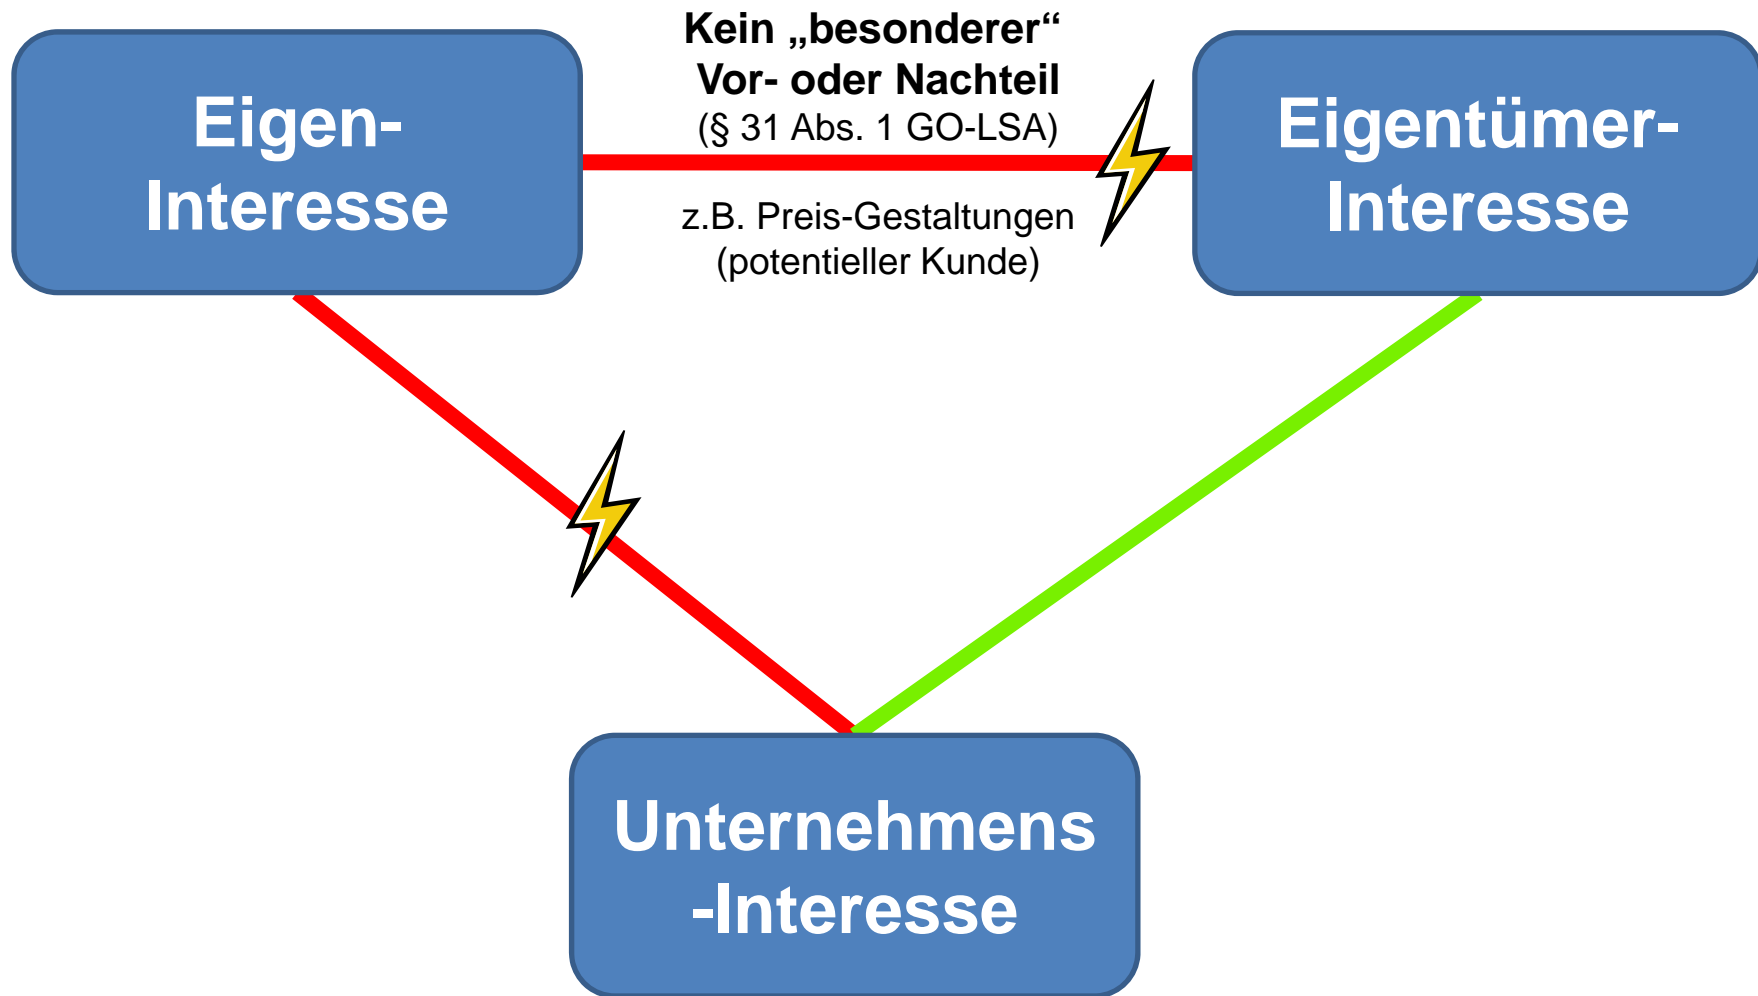 Kein „besonderer“
Vor- oder Nachteil
(§ 31 Abs. 1 GO-LSA)
Eigen-
Interesse
Eigentümer-
Interesse
z.B. Preis-Gestaltungen
(potentieller Kunde)
Unternehmens
-Interesse